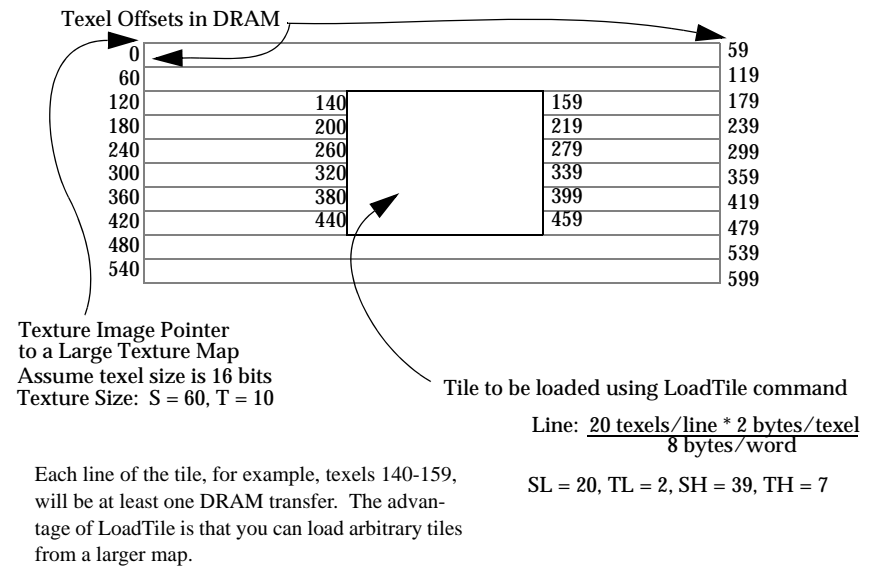 Texel Offsets in DRAM
0 59
60 119
120 140 159 179
180 200 219 239
240 260 279 299
300 320 339 359
360 380 399 419
420 440 459 479
480 539
540 599
Texture Image Pointer
to a Large Texture Map
Assume texel size is 16 bits
Texture Size: S = 60, T = 10
Tile to be loaded using LoadTile command
Line: 20 texels/line * 2 bytes/texel
8 bytes/word
SL = 20, TL = 2, SH = 39, TH = 7
Each line of the tile, for example, texels 140-159,
will be at least one DRAM transfer. The advan-
tage of LoadTile is that you can load arbitrary tiles
from a larger map.